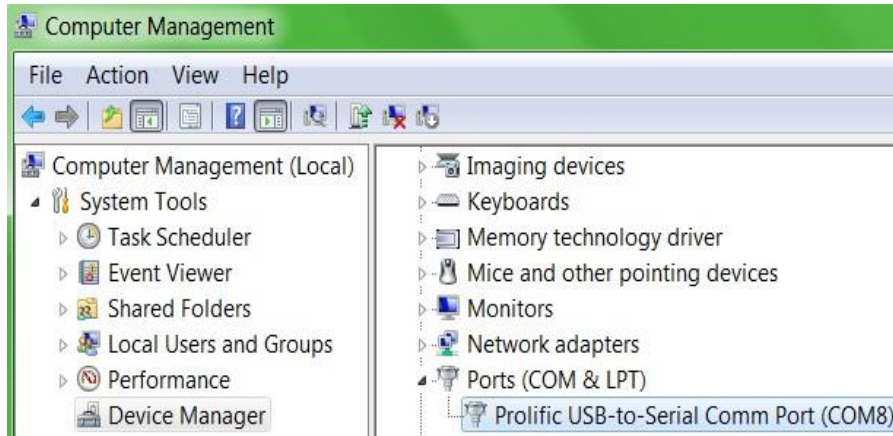 Computer Management
File Action View Help
Computer Management (Local)
System Tools
Task Scheduler
Event Viewer
Shared Folders
Local Users and Groups
Performance
Device Manager
Imaging devices
Keyboards
Memory technology driver
Mice and other pointing devices
Monitors
Network adapters
Ports (COM & LPT)
Prolific USB-to-Serial Comm Port (COM8)